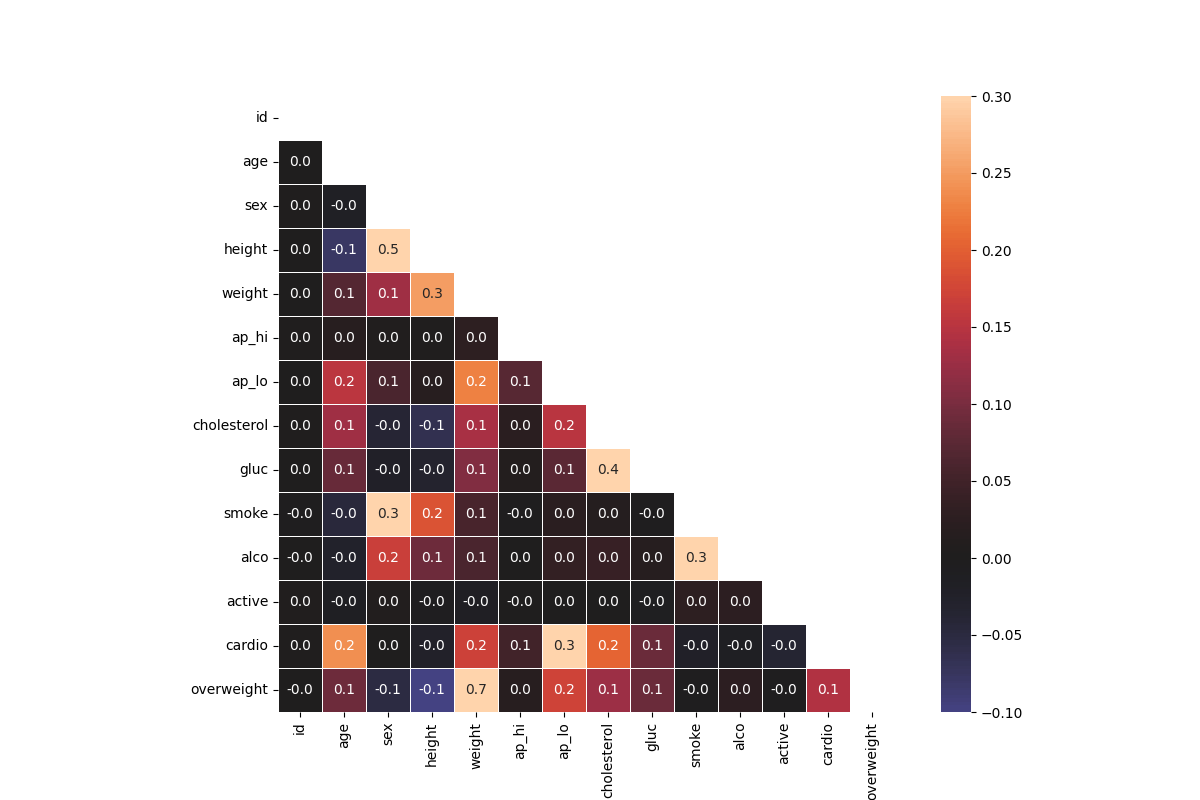 0.30
id
age 0.0
0.25
sex 0.0 -0.0
height 0.0 -0.1 0.5
0.20
weight 0.0 0.1 0.1 0.3
ap_hi 0.0 0.0 0.0 0.0 0.0
0.15
ap_lo 0.0 0.2 0.1 0.0 0.2 0.1
0.10
cholesterol 0.0 0.1 -0.0 -0.1 0.1 0.0 0.2
gluc 0.0 0.1 -0.0 -0.0 0.1 0.0 0.1 0.4
0.05
smoke -0.0 -0.0 0.3 0.2 0.1 -0.0 0.0 0.0 -0.0
alco -0.0 -0.0 0.2 0.1 0.1 0.0 0.0 0.0 0.0 0.3
0.00
active 0.0 -0.0 0.0 -0.0 -0.0 -0.0 0.0 0.0 -0.0 0.0 0.0
−0.05
cardio 0.0 0.2 0.0 -0.0 0.2 0.1 0.3 0.2 0.1 -0.0 -0.0 -0.0
overweight -0.0 0.1 -0.1 -0.1 0.7 0.0 0.2 0.1 0.1 -0.0 0.0 -0.0 0.1
−0.10
id age sex height weight ap_hi ap_lo cholesterol gluc smoke alco active cardio overweight